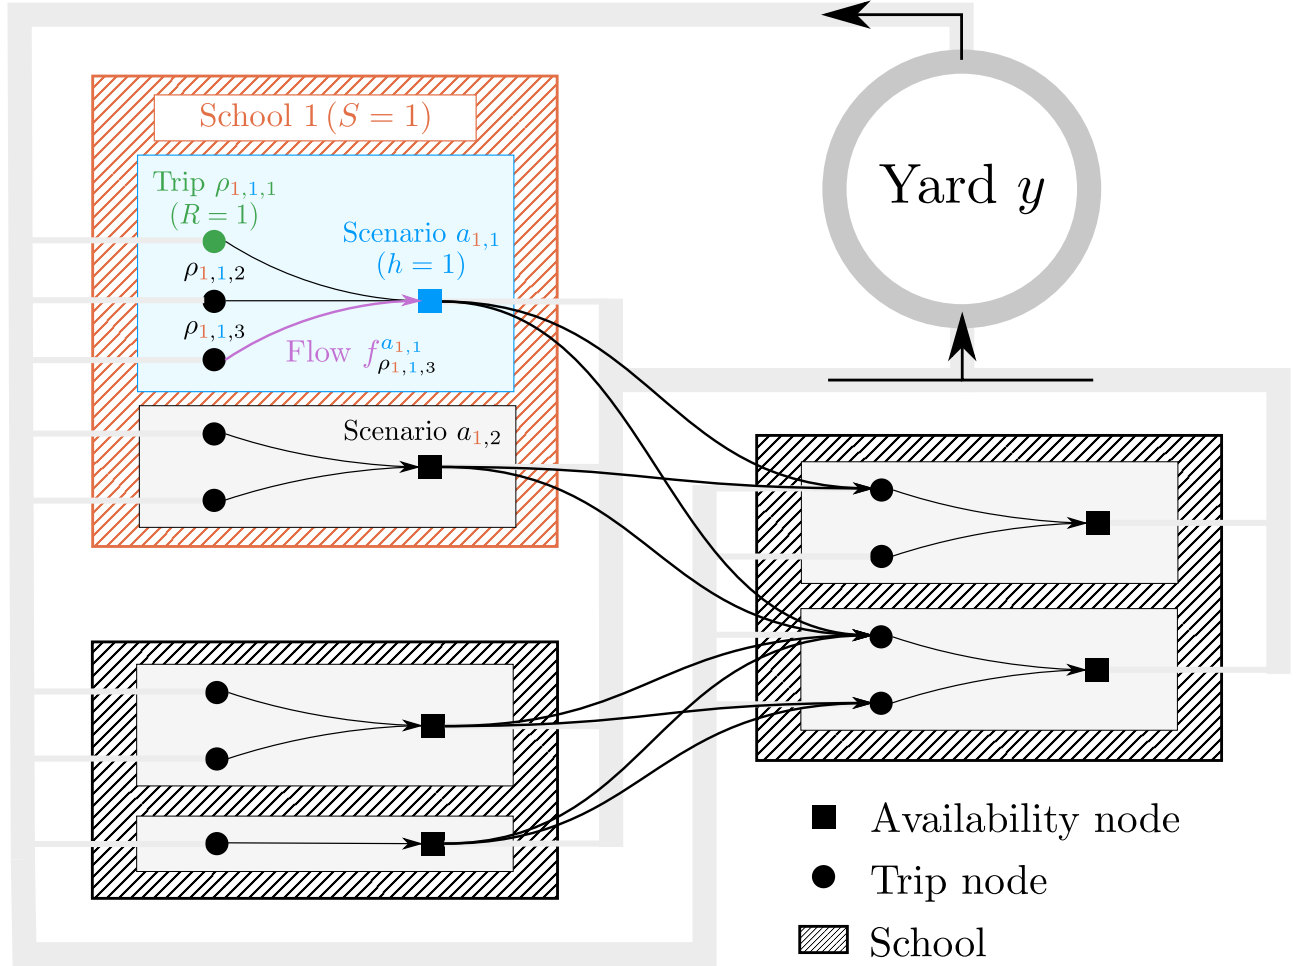 School 1 (S = 1)
Trip ρ1,1,1
(R = 1)
Scenario a1,1
(h = 1)
ρ1,1,2
ρ1,1,3
Flow f^{a1,1}_{ρ1,1,3}
Scenario a1,2
Yard y
Availability node
Trip node
School